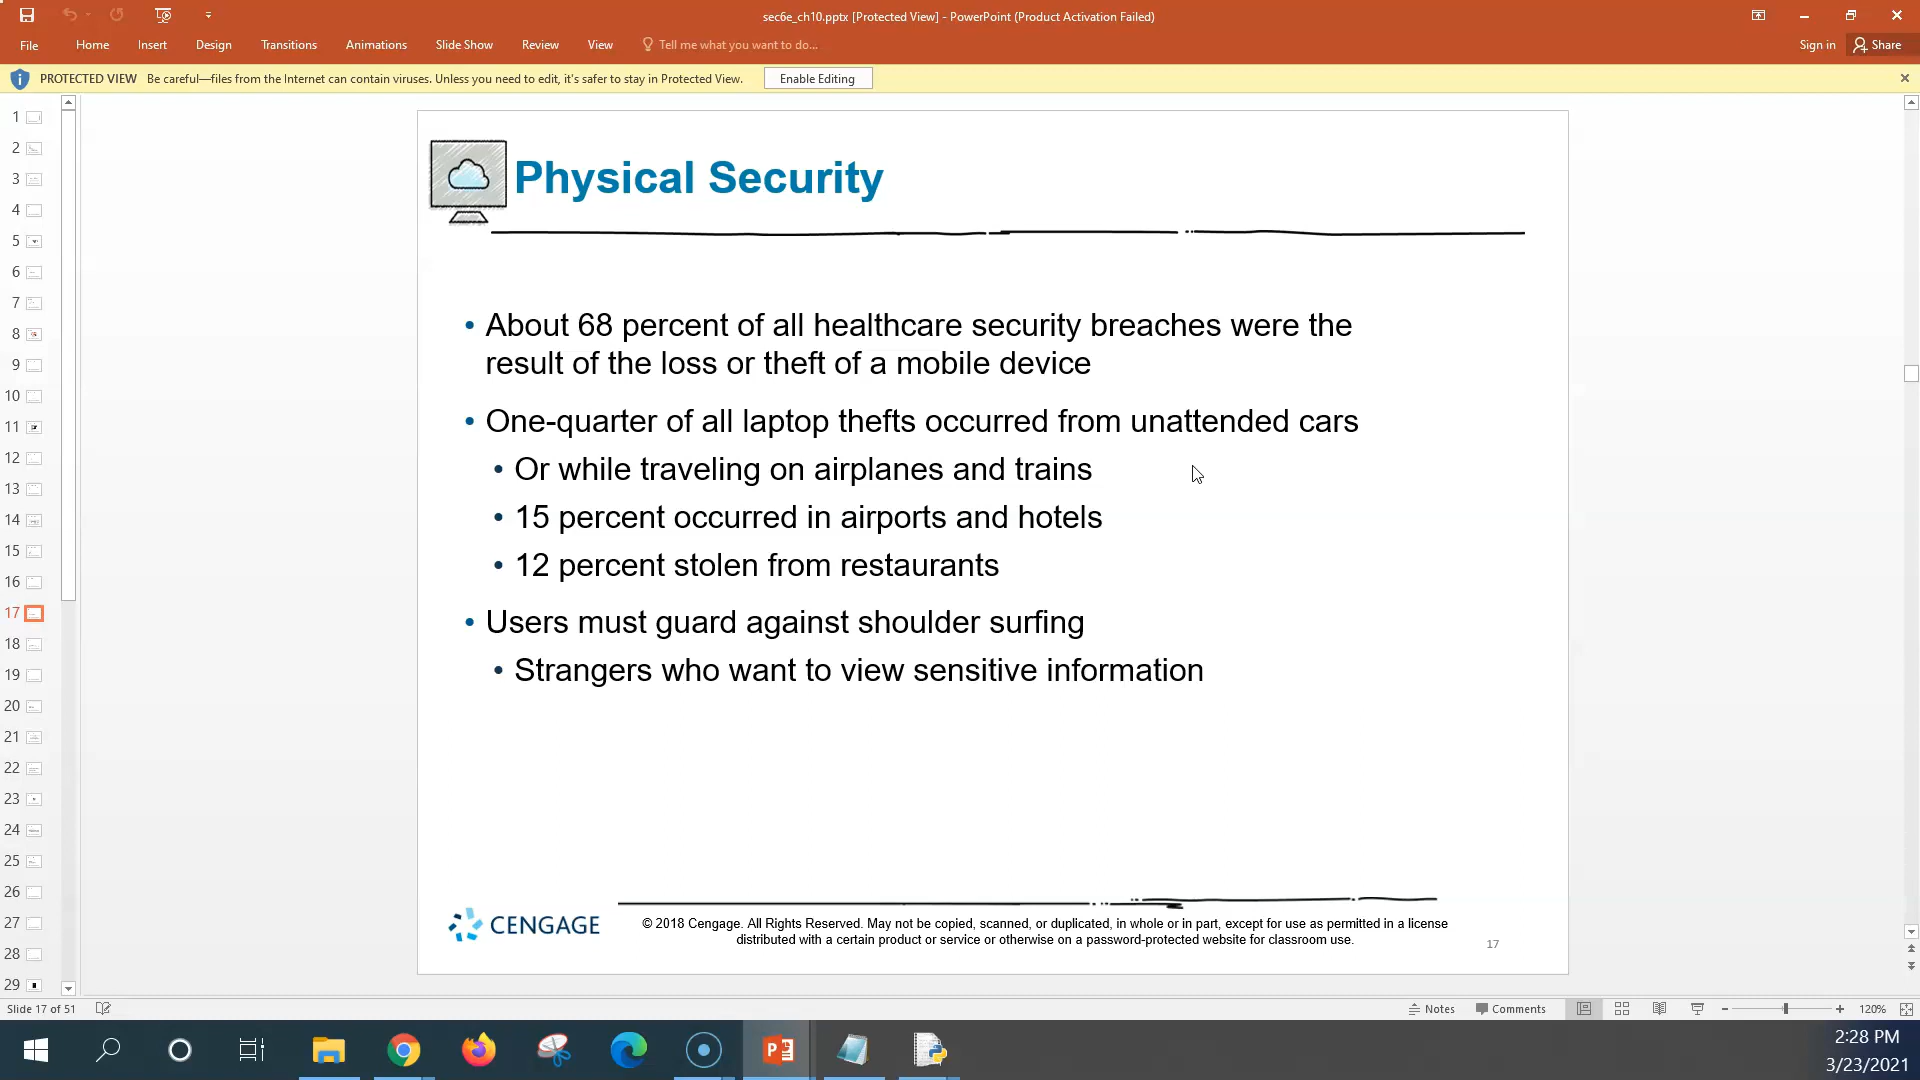 sec6e_ch10.pptx [Protected View] - PowerPoint (Product Activation Failed)
File Home Insert Design Transitions Animations Slide Show Review View Tell me what you want to do... Sign in Share
PROTECTED VIEW Be careful—files from the Internet can contain viruses. Unless you need to edit, it's safer to stay in Protected View. Enable Editing
1
2
3
4
5
6
7
8
9
10
11
12
13
14
15
16
17
18
19
20
21
22
23
24
25
26
27
28
29
Physical Security
• About 68 percent of all healthcare security breaches were the
result of the loss or theft of a mobile device
• One-quarter of all laptop thefts occurred from unattended cars
• Or while traveling on airplanes and trains
• 15 percent occurred in airports and hotels
• 12 percent stolen from restaurants
• Users must guard against shoulder surfing
• Strangers who want to view sensitive information
CENGAGE
© 2018 Cengage. All Rights Reserved. May not be copied, scanned, or duplicated, in whole or in part, except for use as permitted in a license
distributed with a certain product or service or otherwise on a password-protected website for classroom use.
17
Slide 17 of 51 Notes Comments 120%
2:28 PM
3/23/2021